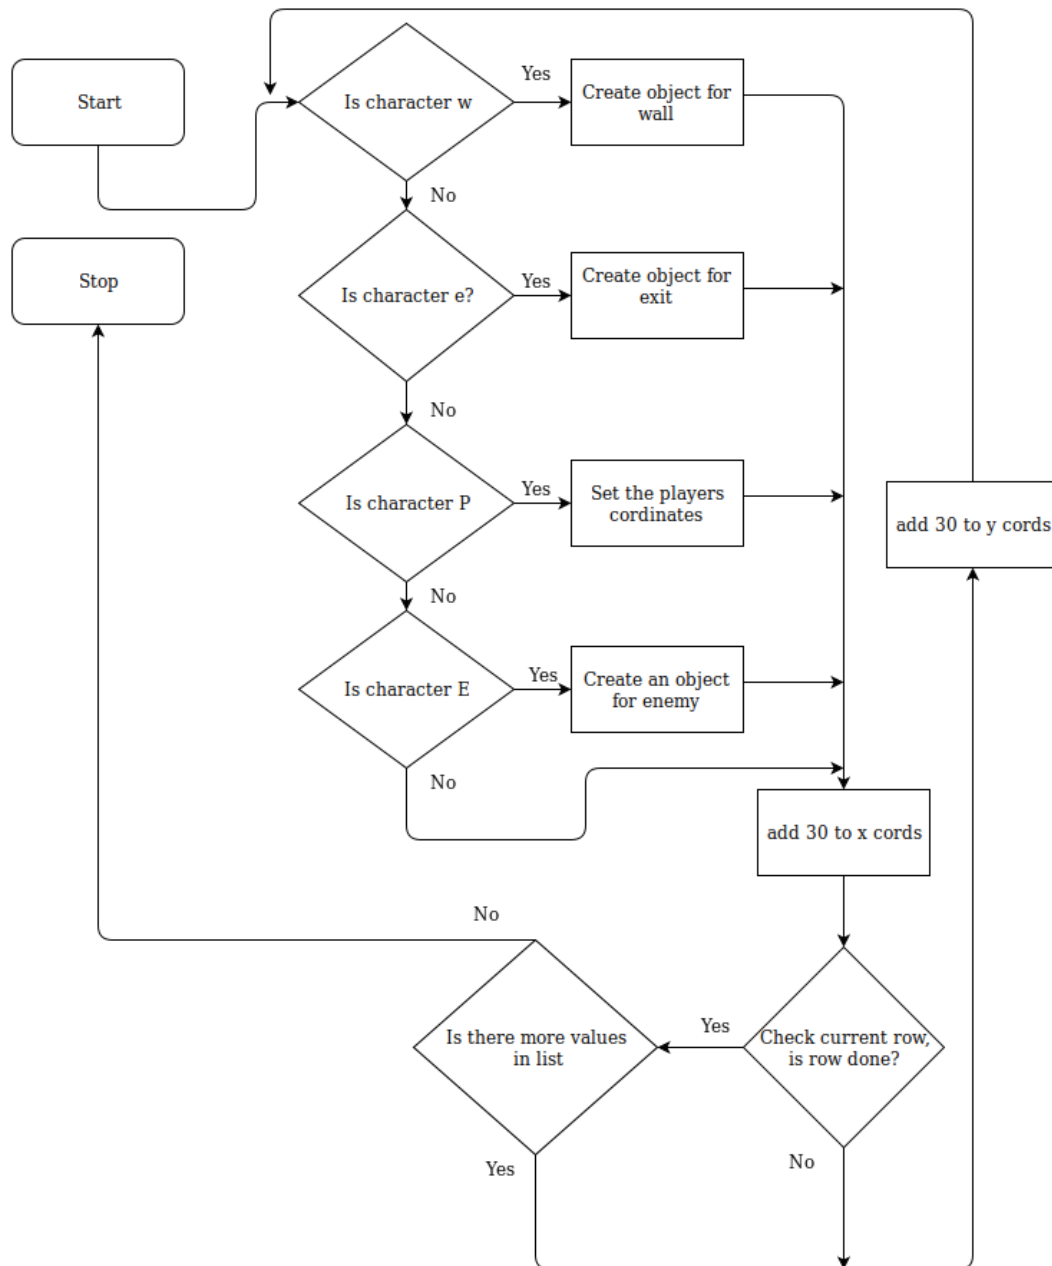 Start
Is character w
Yes
Create object for
wall
No
Stop
Is character e?
Yes
Create object for
exit
No
Is character P
Yes
Set the players
cordinates
add 30 to y cords
No
Is character E
Yes
Create an object
for enemy
No
add 30 to x cords
No
Is there more values
in list
Yes
Check current row,
is row done?
Yes
No